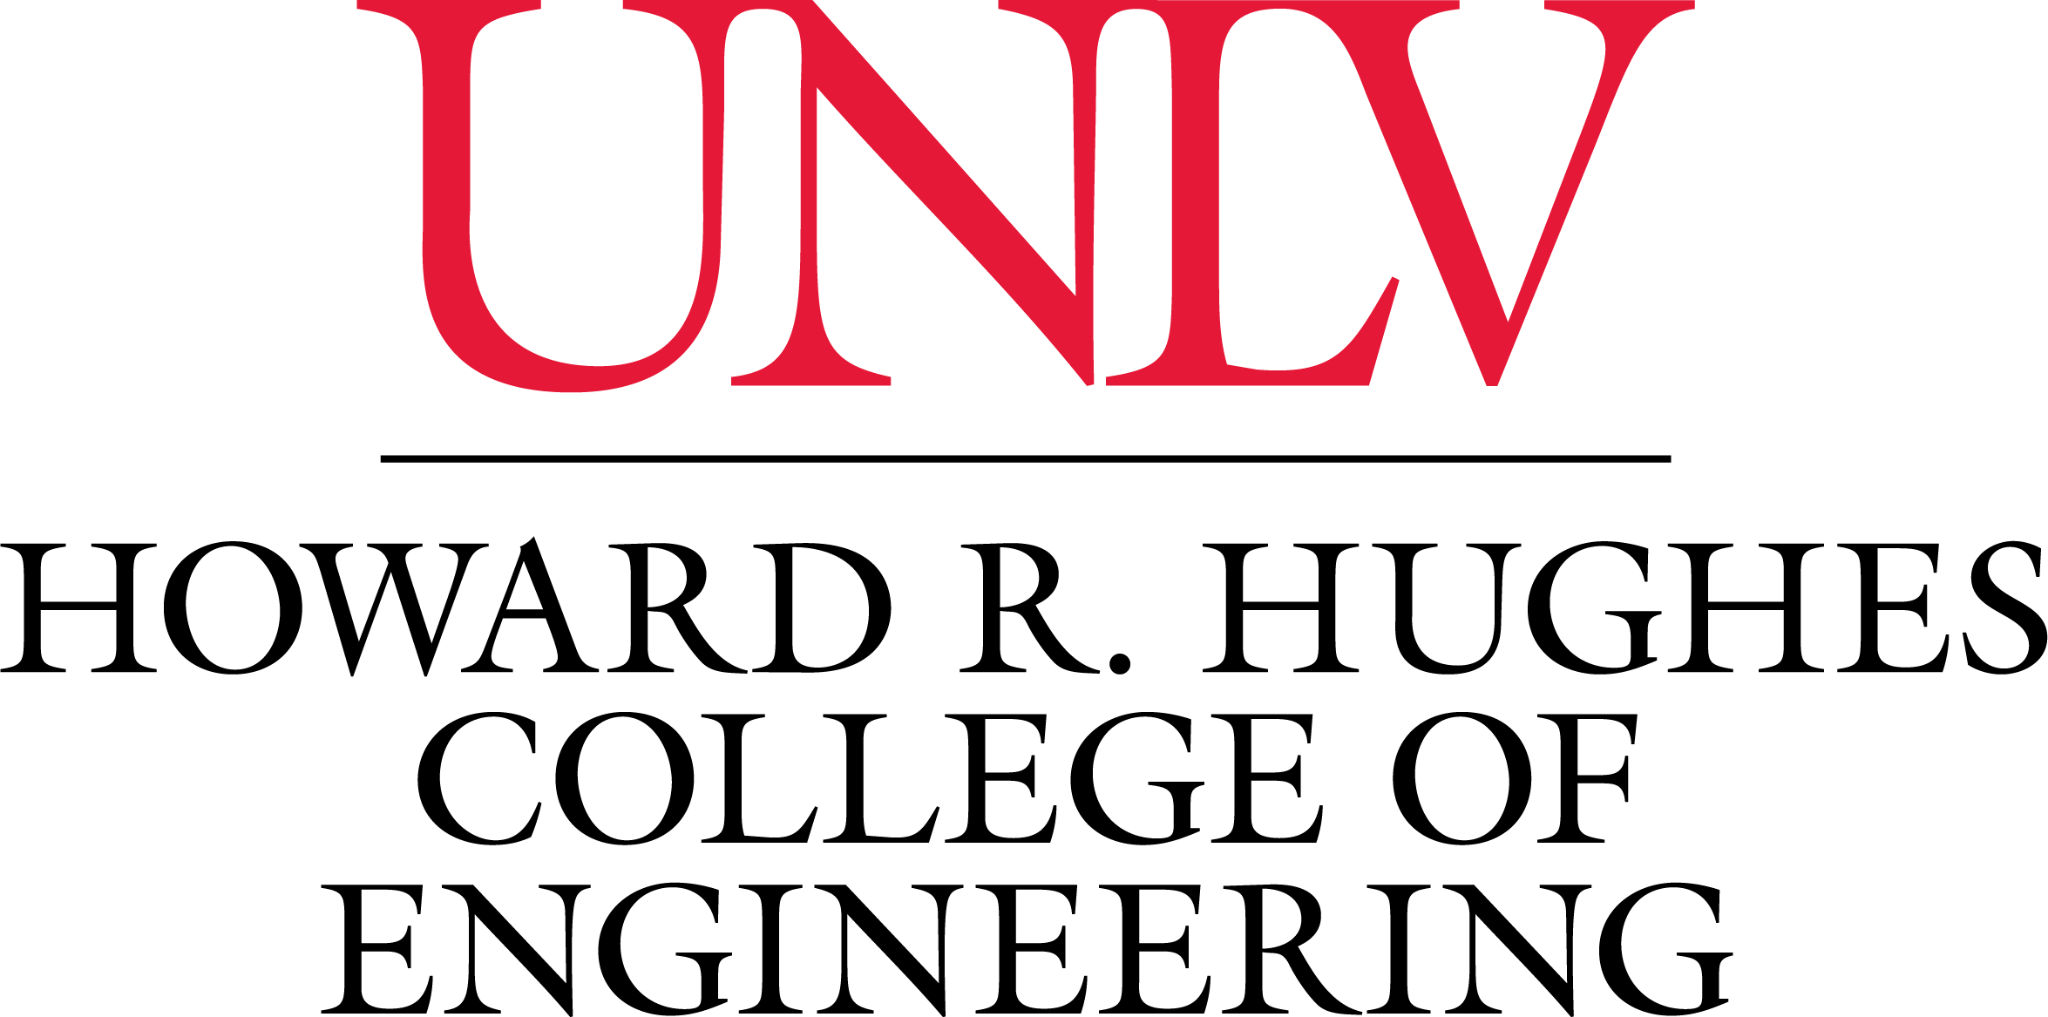 UNLV
HOWARD R. HUGHES
COLLEGE OF
ENGINEERING